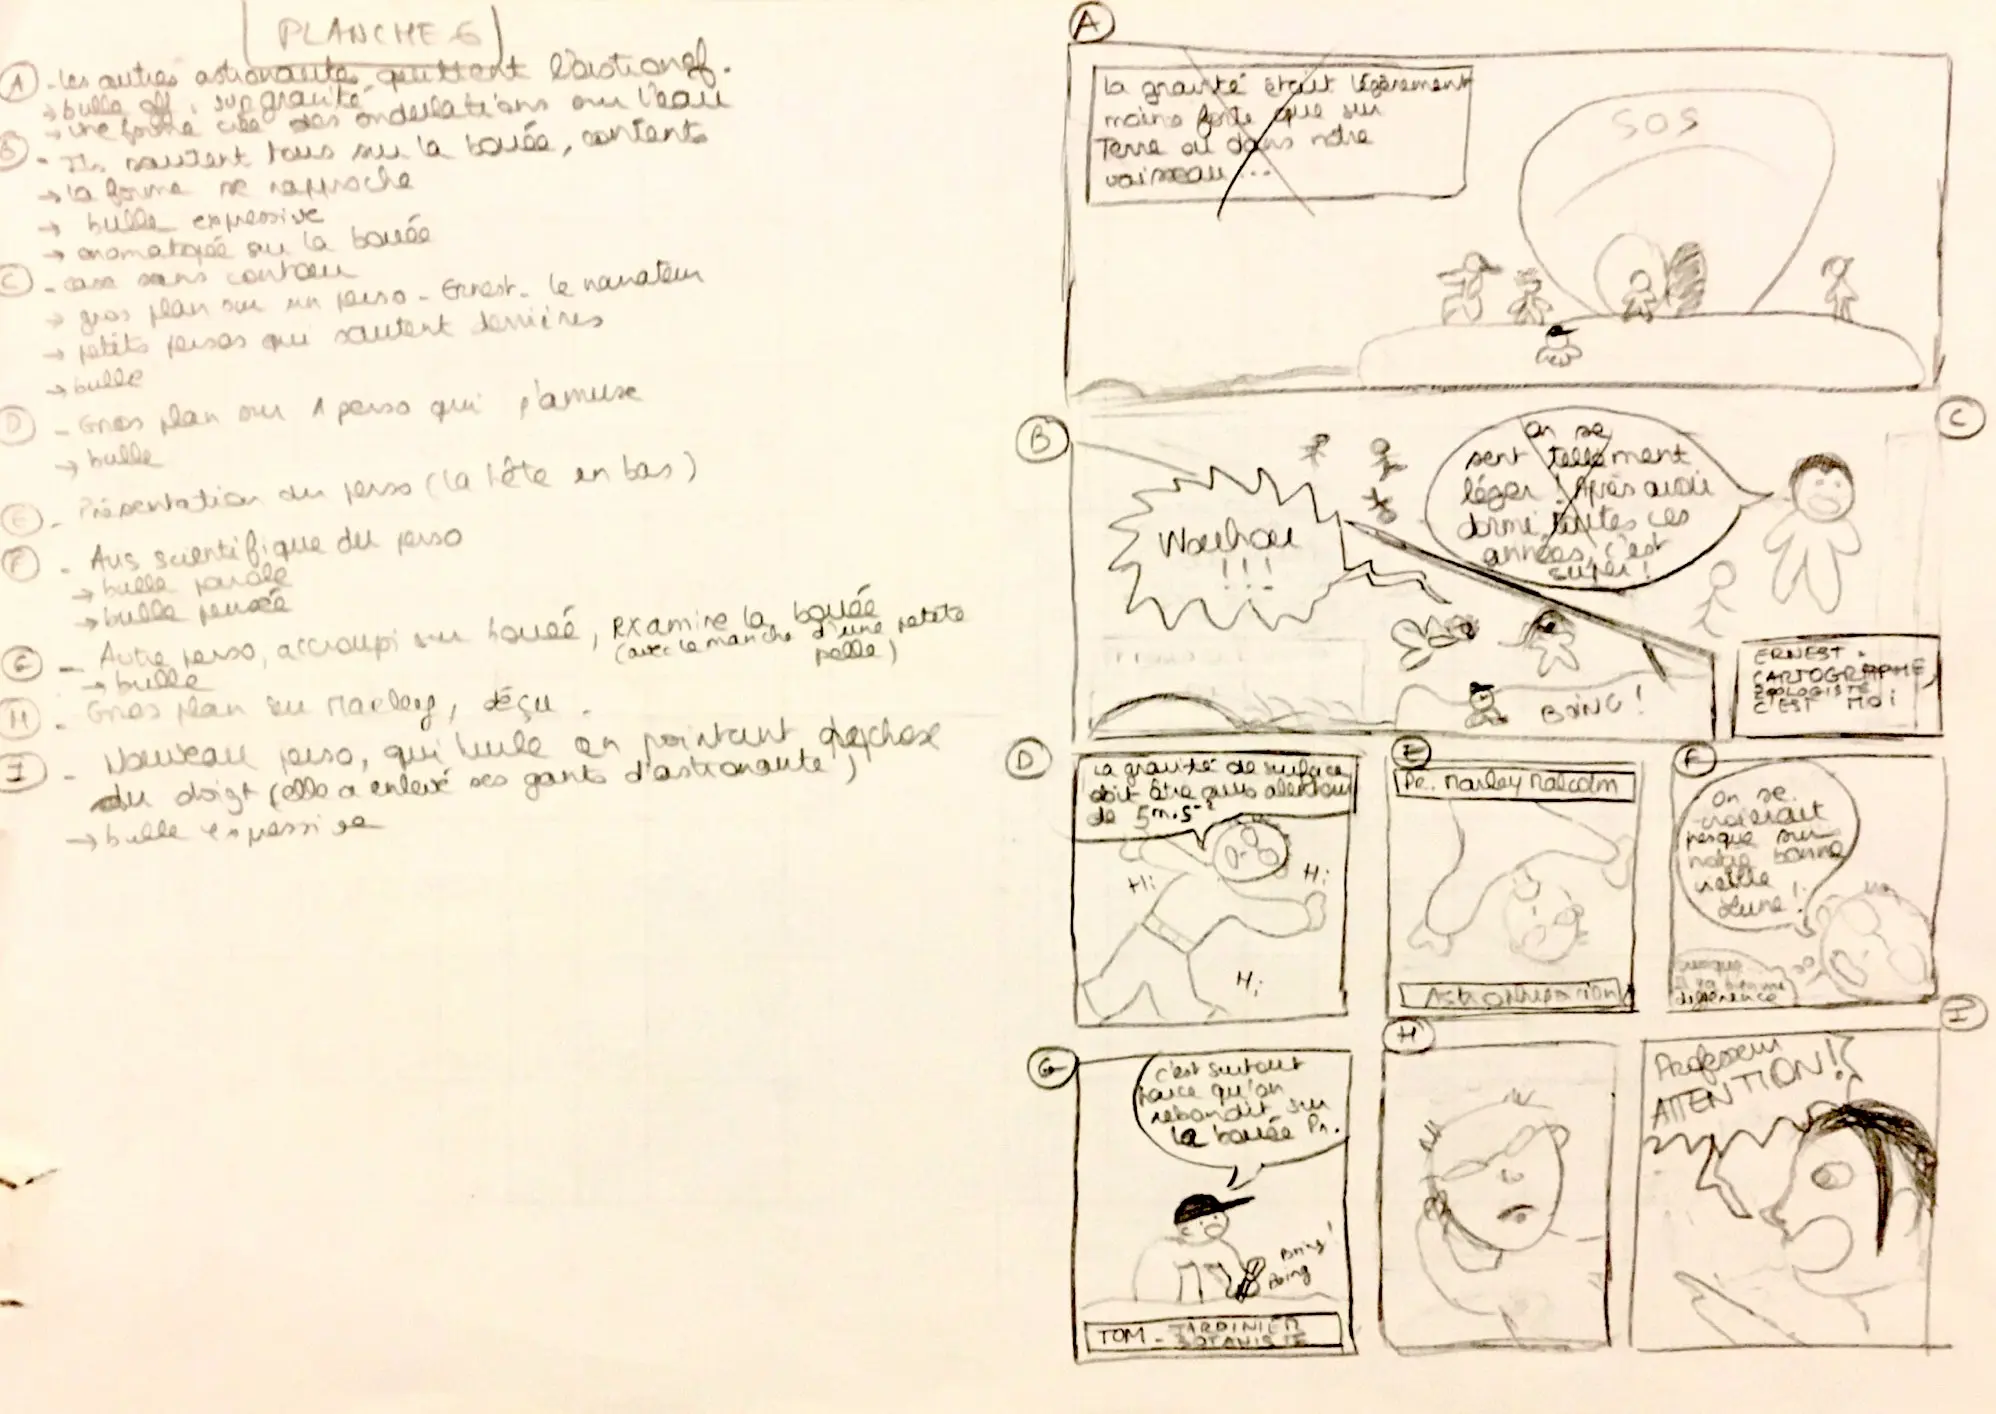 PLANCHE 6
A - Les autres astronautes quittent l'astronef.
→ bulle off : sup gravité
→ une forme crée des ondulations sur l'eau
B - Ils sautent tous sur la bouée, contents
→ la forme se rapproche
→ bulle expressive
→ onomatopée sur la bouée
C - case sans contour
→ gros plan sur un perso - Ernest - le narrateur
→ petits persos qui sautent derrières
→ bulle
D - Gros plan sur 1 perso qui s'amuse
→ bulle
E - Présentation du perso (la tête en bas)
F - Avis scientifique du perso
→ bulle parole
→ bulle pensée
G - Autre perso, accroupi sur bouée, examine la bouée
(avec le manche d'une petite pelle)
→ bulle
H - Gros plan sur Marley, déçu.
I - Nouveau perso, qui hurle en pointant qqchose
du doigt (elle a enlevé ses gants d'astronaute)
→ bulle expressive
A
La gravité était légèrement
moins forte que sur
Terre ou dans notre
vaisseau...
SOS
B
Wouhou
!!!
BOING !
C
On se
sent tellement
léger ! Après avoir
dormi toutes ces
années, c'est
super !
ERNEST -
CARTOGRAPHE,
ZOOLOGISTE
C'EST MOI
D
La gravité de surface
doit être aux alentours
de 5 m.s⁻²
Hi
Hi
Hi
E
Pr. Marley Malcolm
F
On se
croirait
presque sur
notre bonne
vieille
Lune !
différence
G
C'est surtout
parce qu'on
rebondit sur
la bouée Pr.
Boing !
Boing
TOM - JARDINIER
BOTANISTE
H
I
Professeur
ATTENTION !